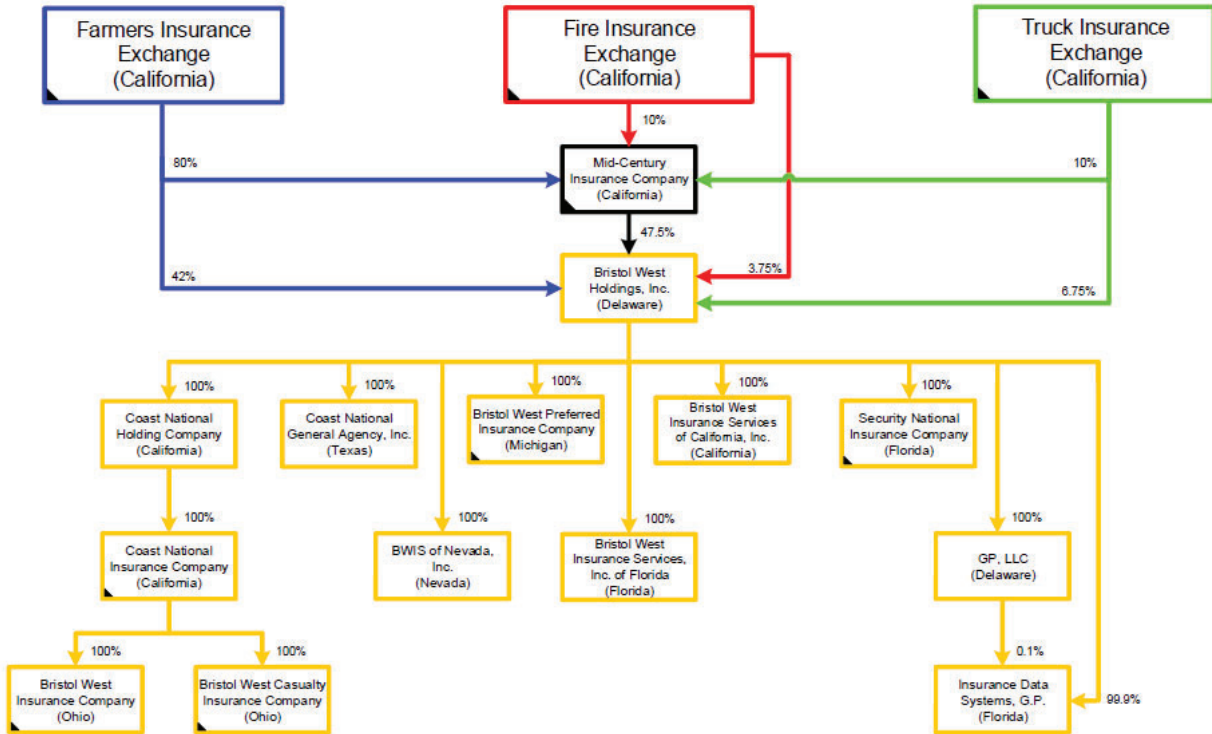 Farmers Insurance
Exchange
(California)
Fire Insurance
Exchange
(California)
Truck Insurance
Exchange
(California)
10%
80%
Mid-Century
Insurance Company
(California)
10%
47.5%
42%
Bristol West
Holdings, Inc.
(Delaware)
3.75%
6.75%
100%
100%
100%
100%
100%
Coast National
Holding Company
(California)
Coast National
General Agency, Inc.
(Texas)
Bristol West Preferred
Insurance Company
(Michigan)
Bristol West
Insurance Services
of California, Inc.
(California)
Security National
Insurance Company
(Florida)
100%
100%
100%
100%
Coast National
Insurance Company
(California)
BWIS of Nevada,
Inc.
(Nevada)
Bristol West
Insurance Services,
Inc. of Florida
(Florida)
GP, LLC
(Delaware)
100%
100%
0.1%
Bristol West
Insurance Company
(Ohio)
Bristol West Casualty
Insurance Company
(Ohio)
Insurance Data
Systems, G.P.
(Florida)
99.9%